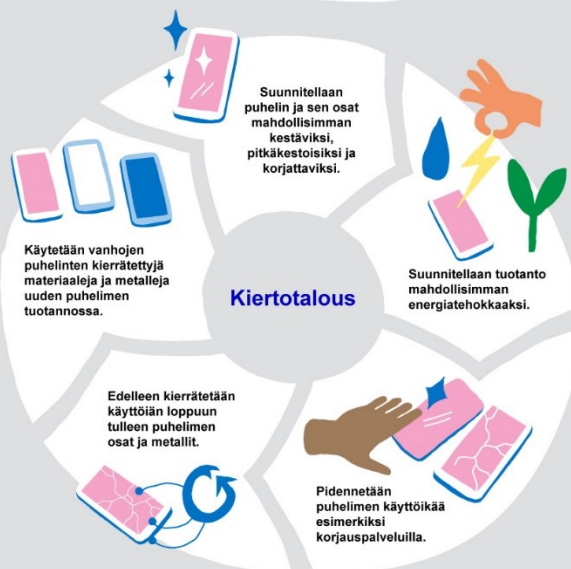 Suunnitellaan
puhelin ja sen osat
mahdollisimman
kestäviksi,
pitkäkestoisiksi ja
korjattaviksi.
Suunnitellaan tuotanto
mahdollisimman
energiatehokkaaksi.
Pidennetään
puhelimen käyttöikää
esimerkiksi
korjauspalveluilla.
Edelleen kierrätetään
käyttöiän loppuun
tulleen puhelimen
osat ja metallit.
Käytetään vanhojen
puhelinten kierrätettyjä
materiaaleja ja metalleja
uuden puhelimen
tuotannossa.
Kiertotalous